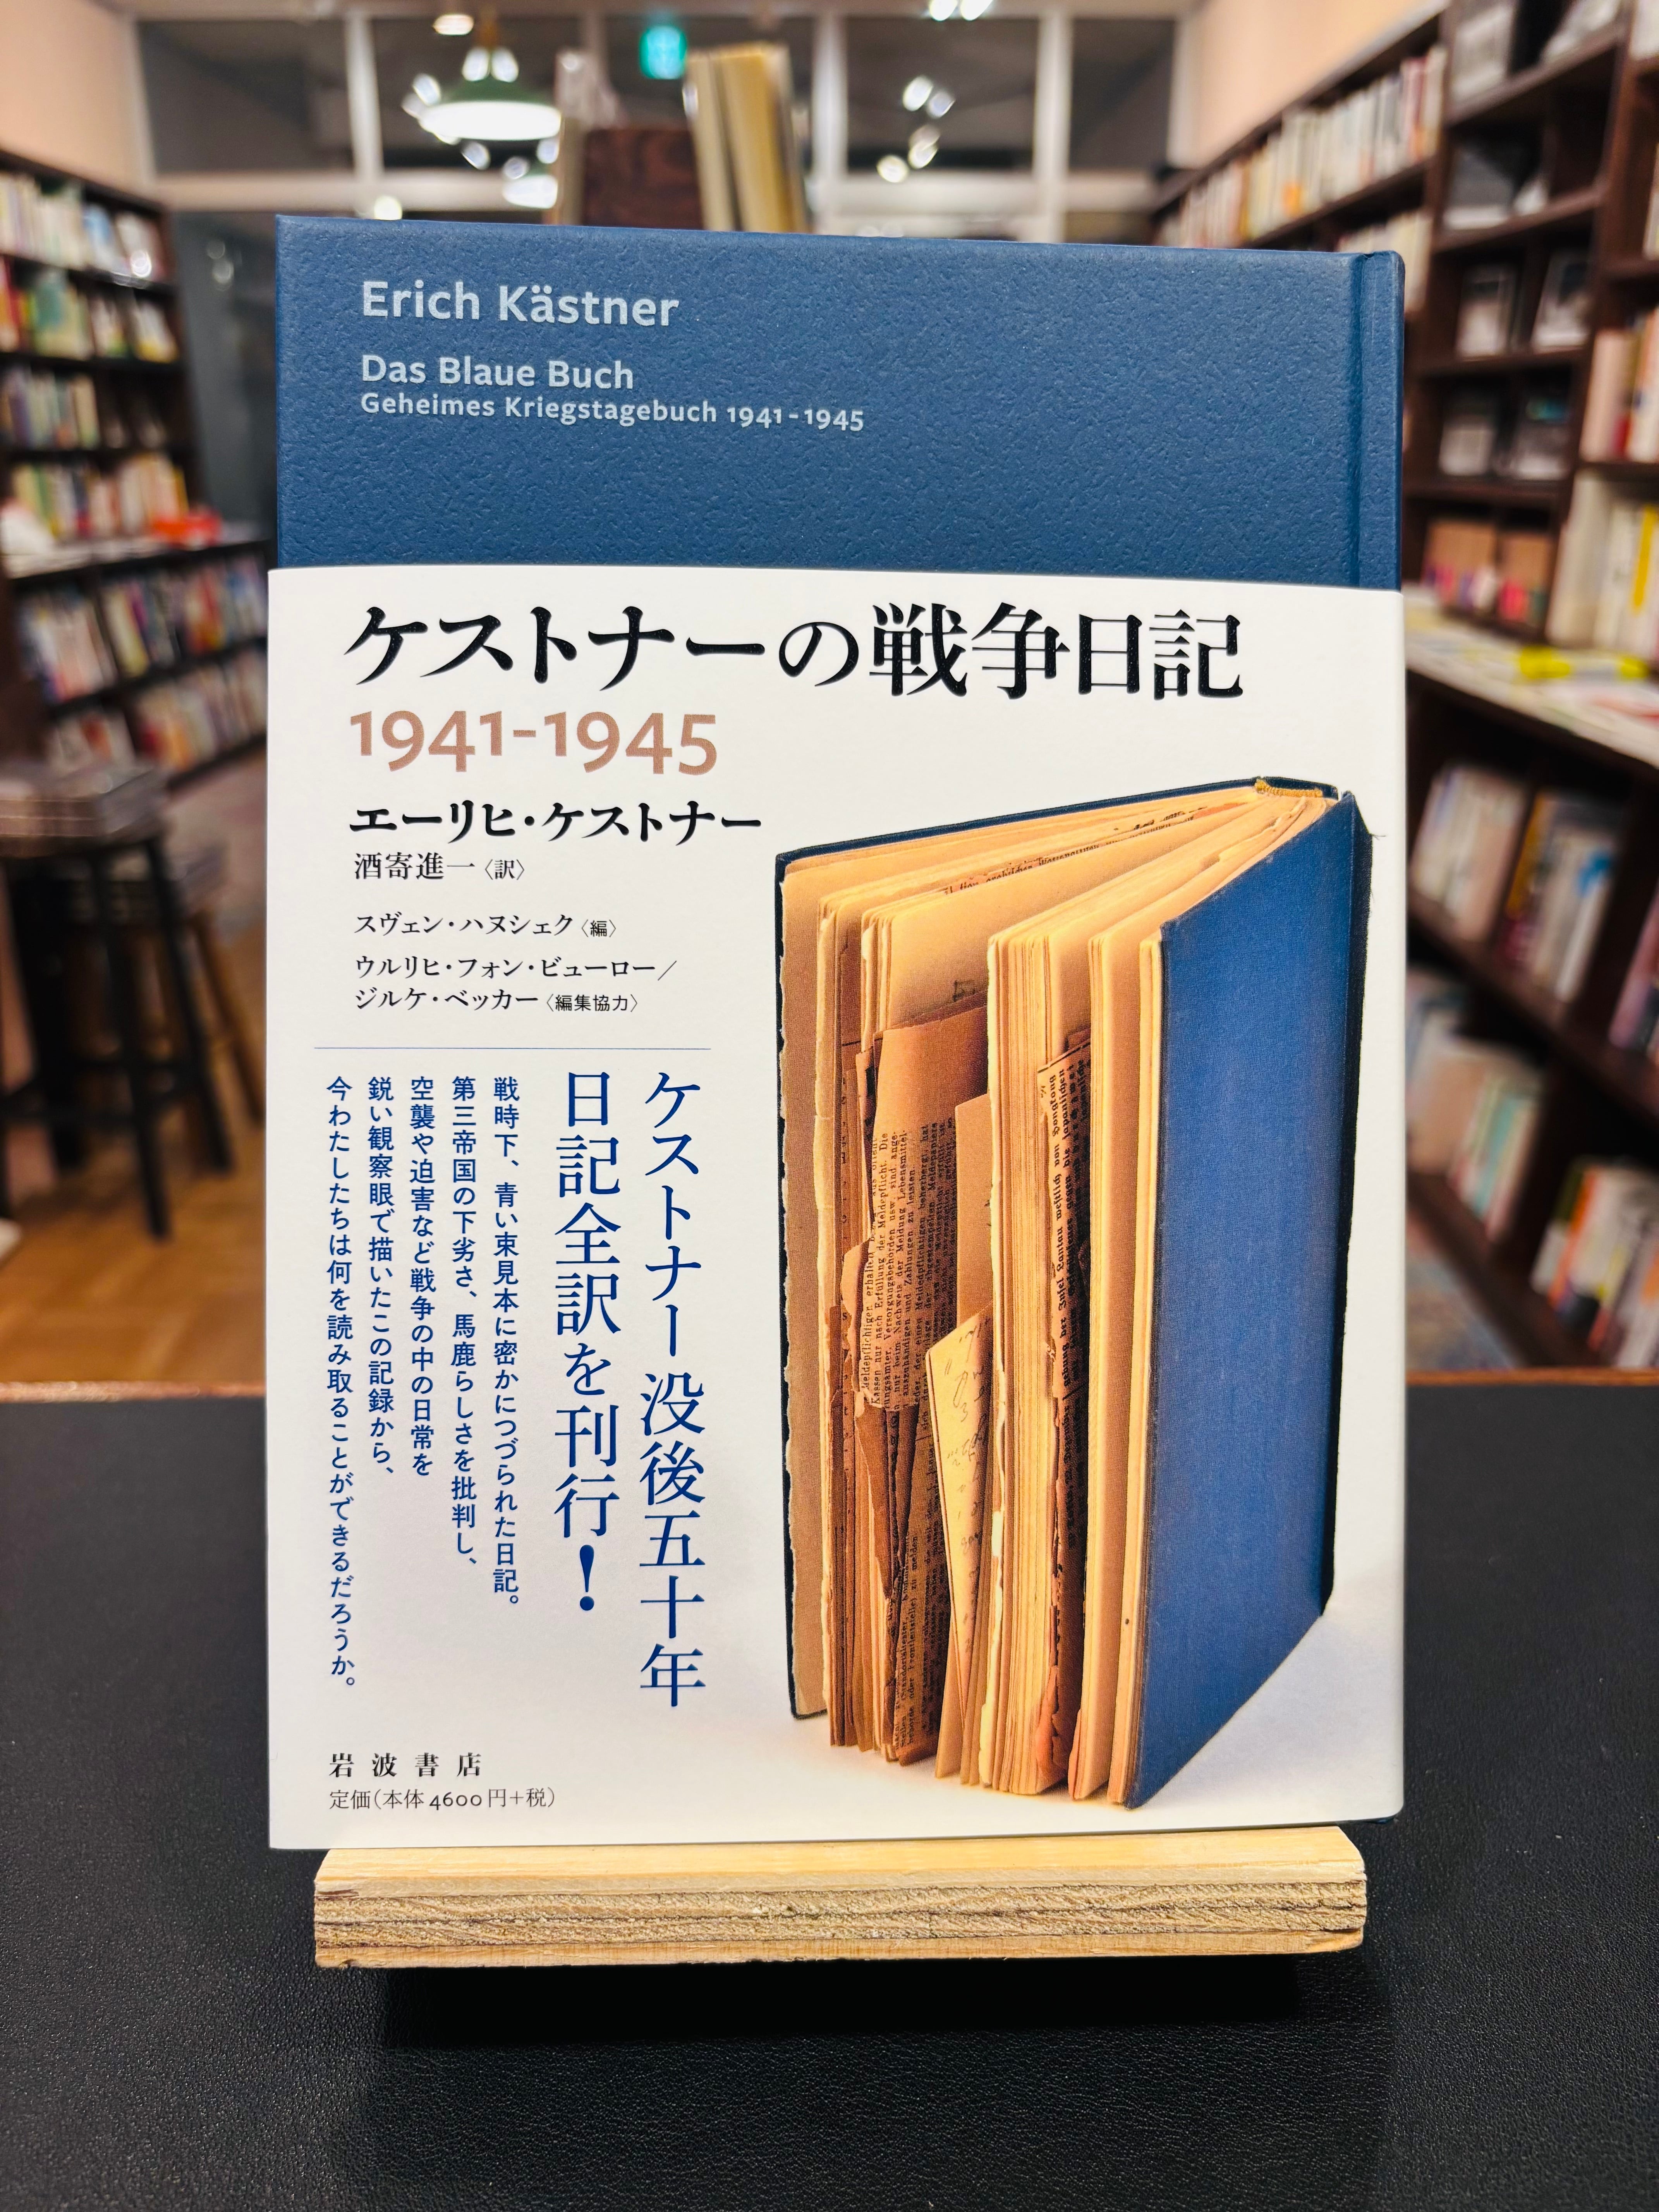 Erich Kästner
Das Blaue Buch
Geheimes Kriegstagebuch 1941-1945
ケストナーの戦争日記
1941-1945
エーリヒ・ケストナー
酒寄進一〈訳〉
スヴェン・ハヌシェク〈編〉
ウルリヒ・フォン・ビューロー／
ジルケ・ベッカー〈編集協力〉
ケストナー没後五十年
日記全訳を刊行！
戦時下、青い束見本に密かにつづられた日記。
第三帝国の下劣さ、馬鹿らしさを批判し、
空襲や迫害など戦争の中の日常を
鋭い観察眼で描いたこの記録から、
今わたしたちは何を読み取ることができるだろうか。
岩波書店
定価（本体4600円＋税）